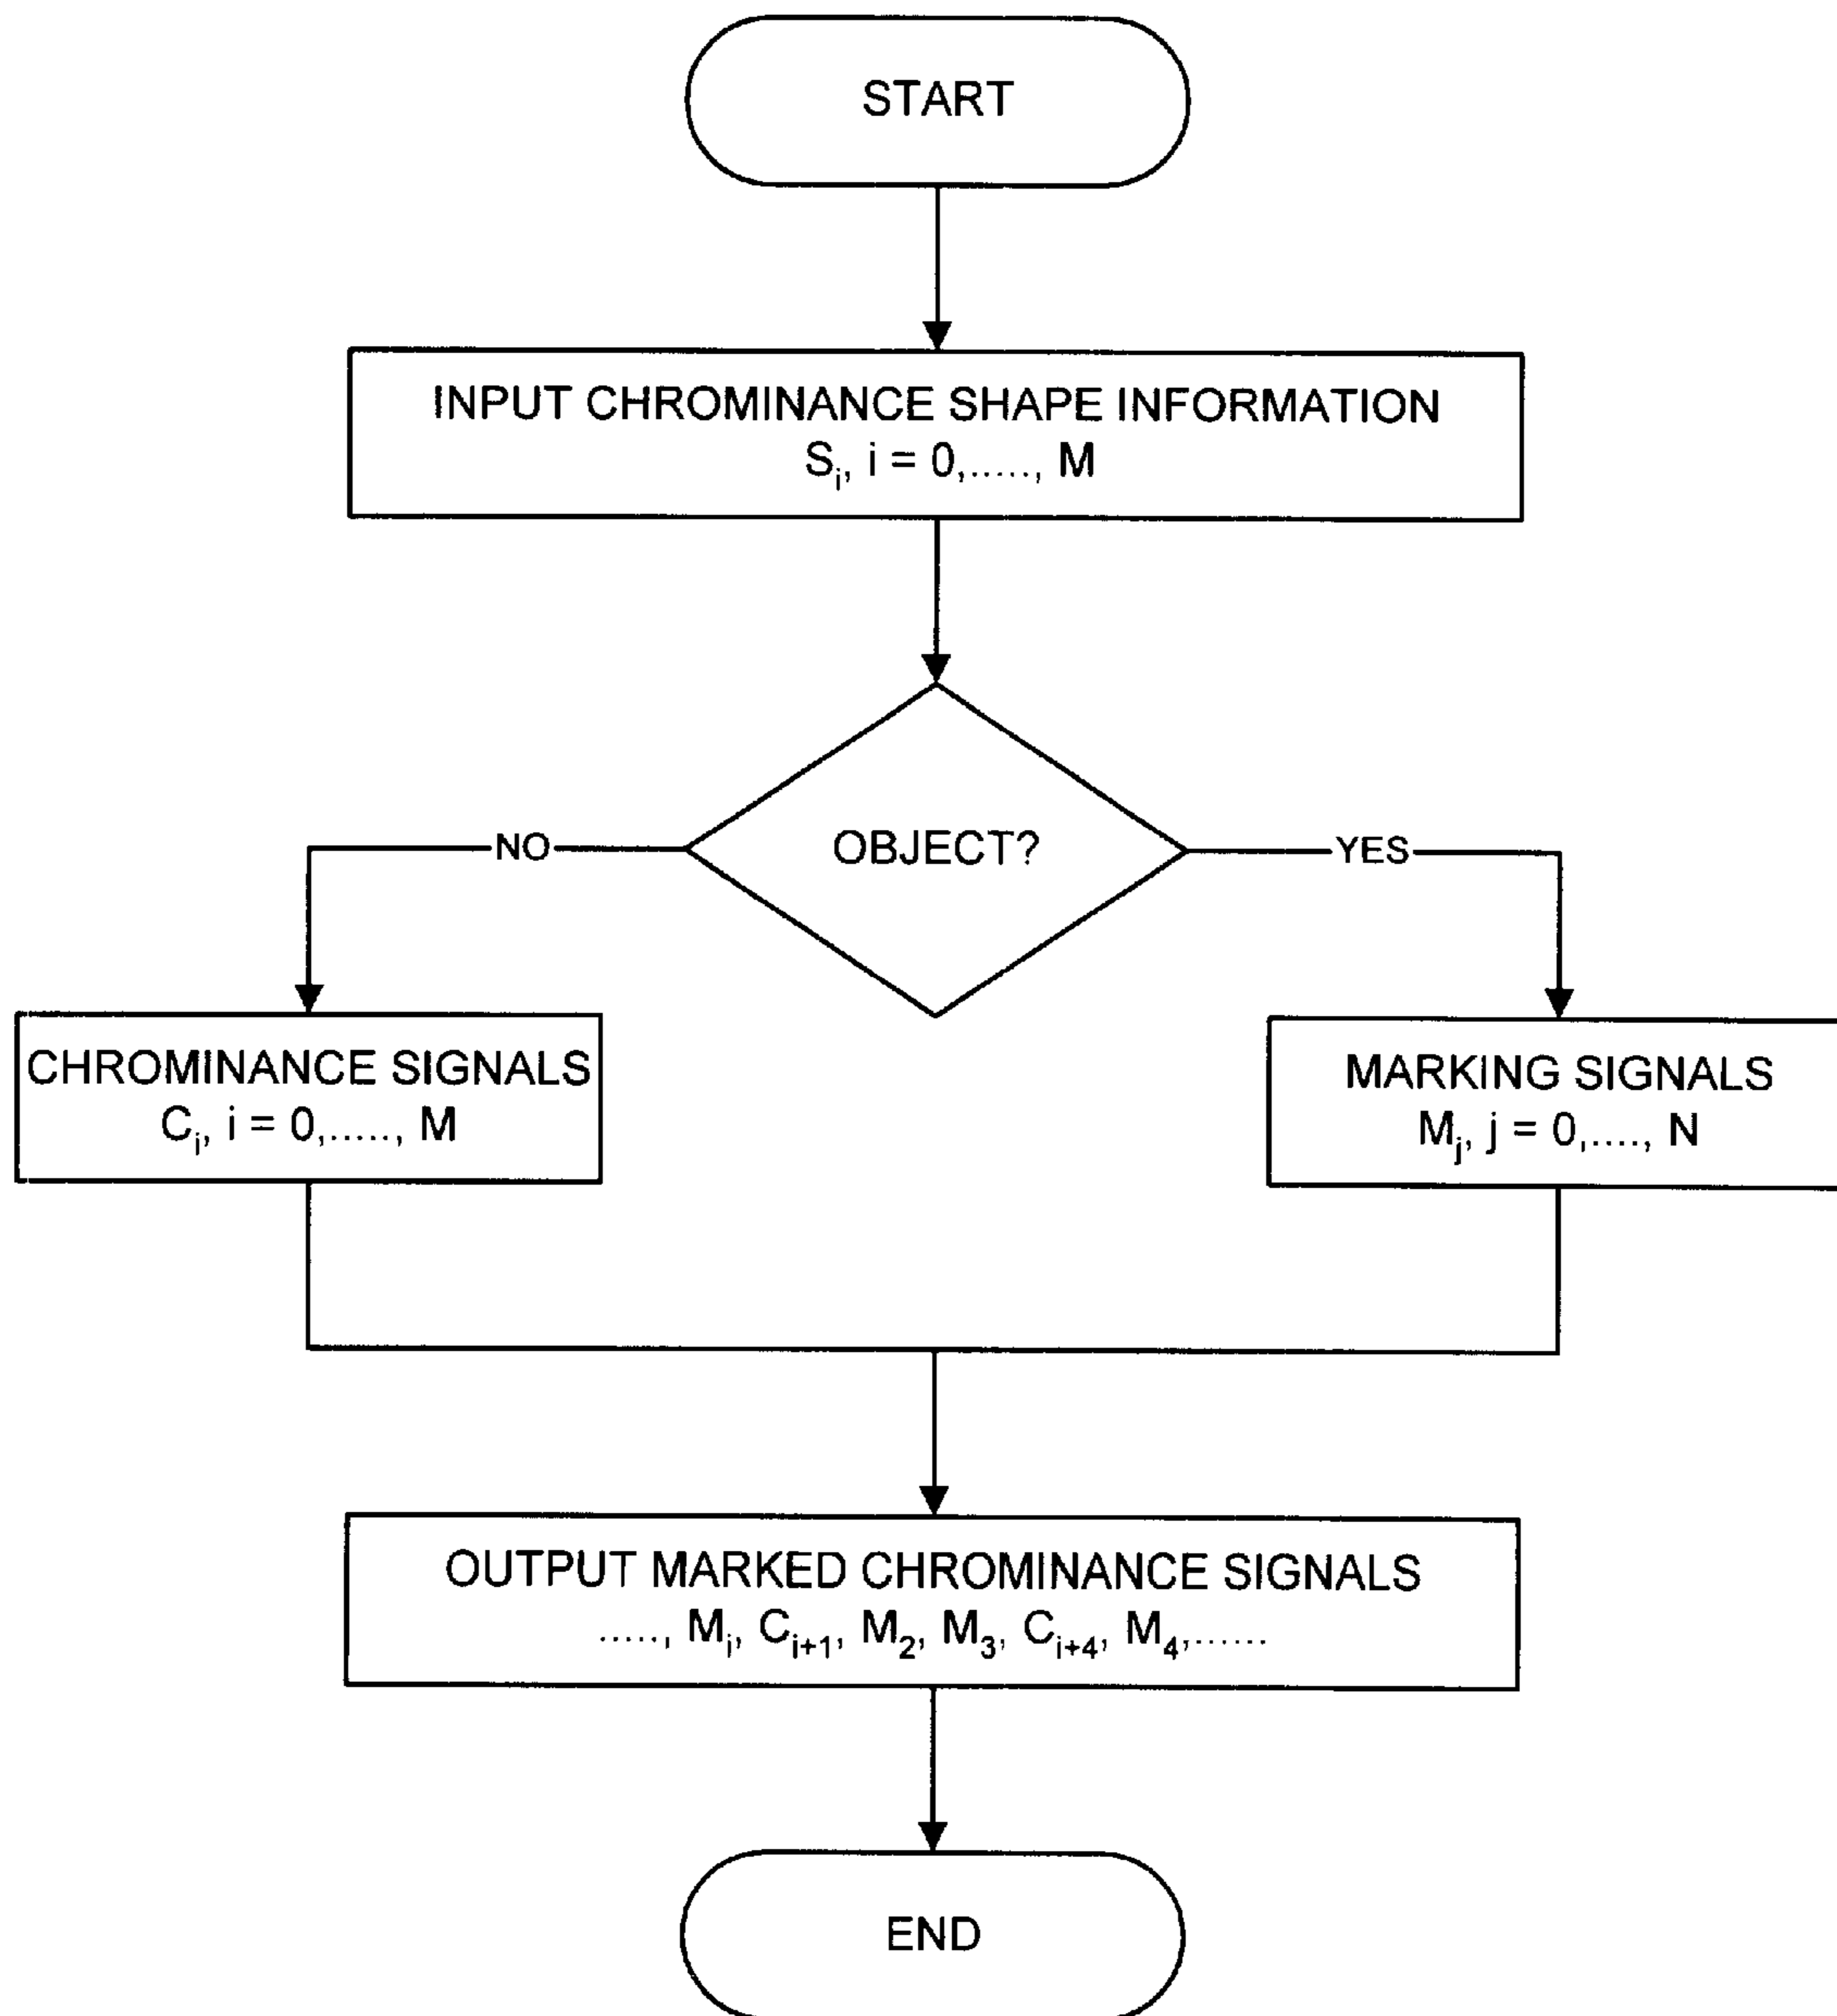 START
INPUT CHROMINANCE SHAPE INFORMATION
Sᵢ, i = 0,....., M
OBJECT?
NO
YES
CHROMINANCE SIGNALS
Cᵢ, i = 0,....., M
MARKING SIGNALS
Mⱼ, j = 0,...., N
OUTPUT MARKED CHROMINANCE SIGNALS
....., Mᵢ, Cᵢ₊₁, M₂, M₃, Cᵢ₊₄, M₄,......
END